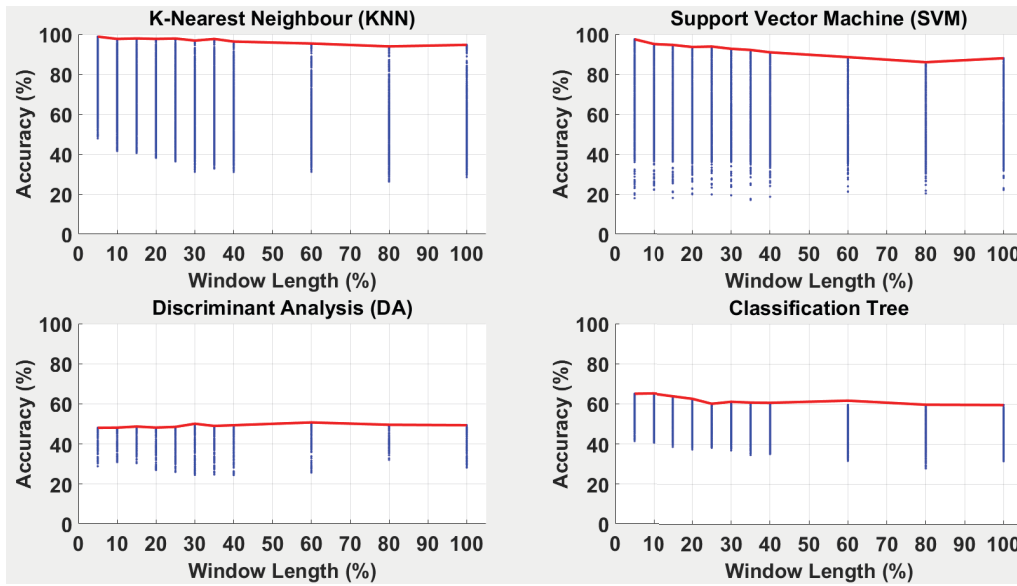 K-Nearest Neighbour (KNN)
Accuracy (%)
100
80
60
40
20
0
0 10 20 30 40 50 60 70 80 90 100
Window Length (%)
Support Vector Machine (SVM)
Accuracy (%)
100
80
60
40
20
0
0 10 20 30 40 50 60 70 80 90 100
Window Length (%)
Discriminant Analysis (DA)
Accuracy (%)
100
80
60
40
20
0
0 10 20 30 40 50 60 70 80 90 100
Window Length (%)
Classification Tree
Accuracy (%)
100
80
60
40
20
0
0 10 20 30 40 50 60 70 80 90 100
Window Length (%)